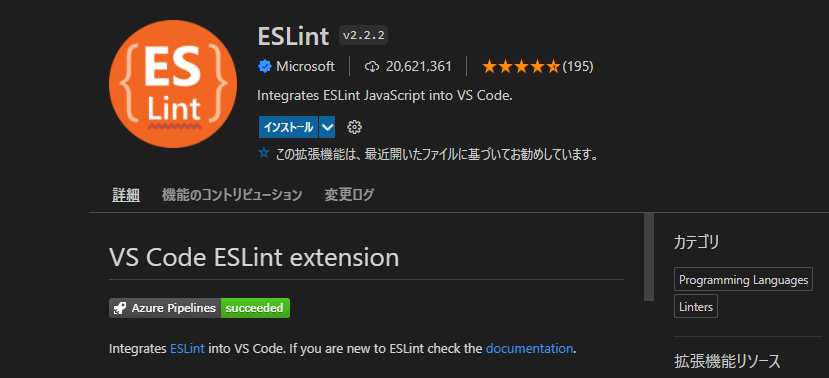 ES
Lint
ESLint v2.2.2
Microsoft 20,621,361 (195)
Integrates ESLint JavaScript into VS Code.
インストール
この拡張機能は、最近開いたファイルに基づいてお勧めしています。
詳細 機能のコントリビューション 変更ログ
VS Code ESLint extension
Azure Pipelines succeeded
Integrates ESLint into VS Code. If you are new to ESLint check the documentation.
カテゴリ
Programming Languages
Linters
拡張機能リソース